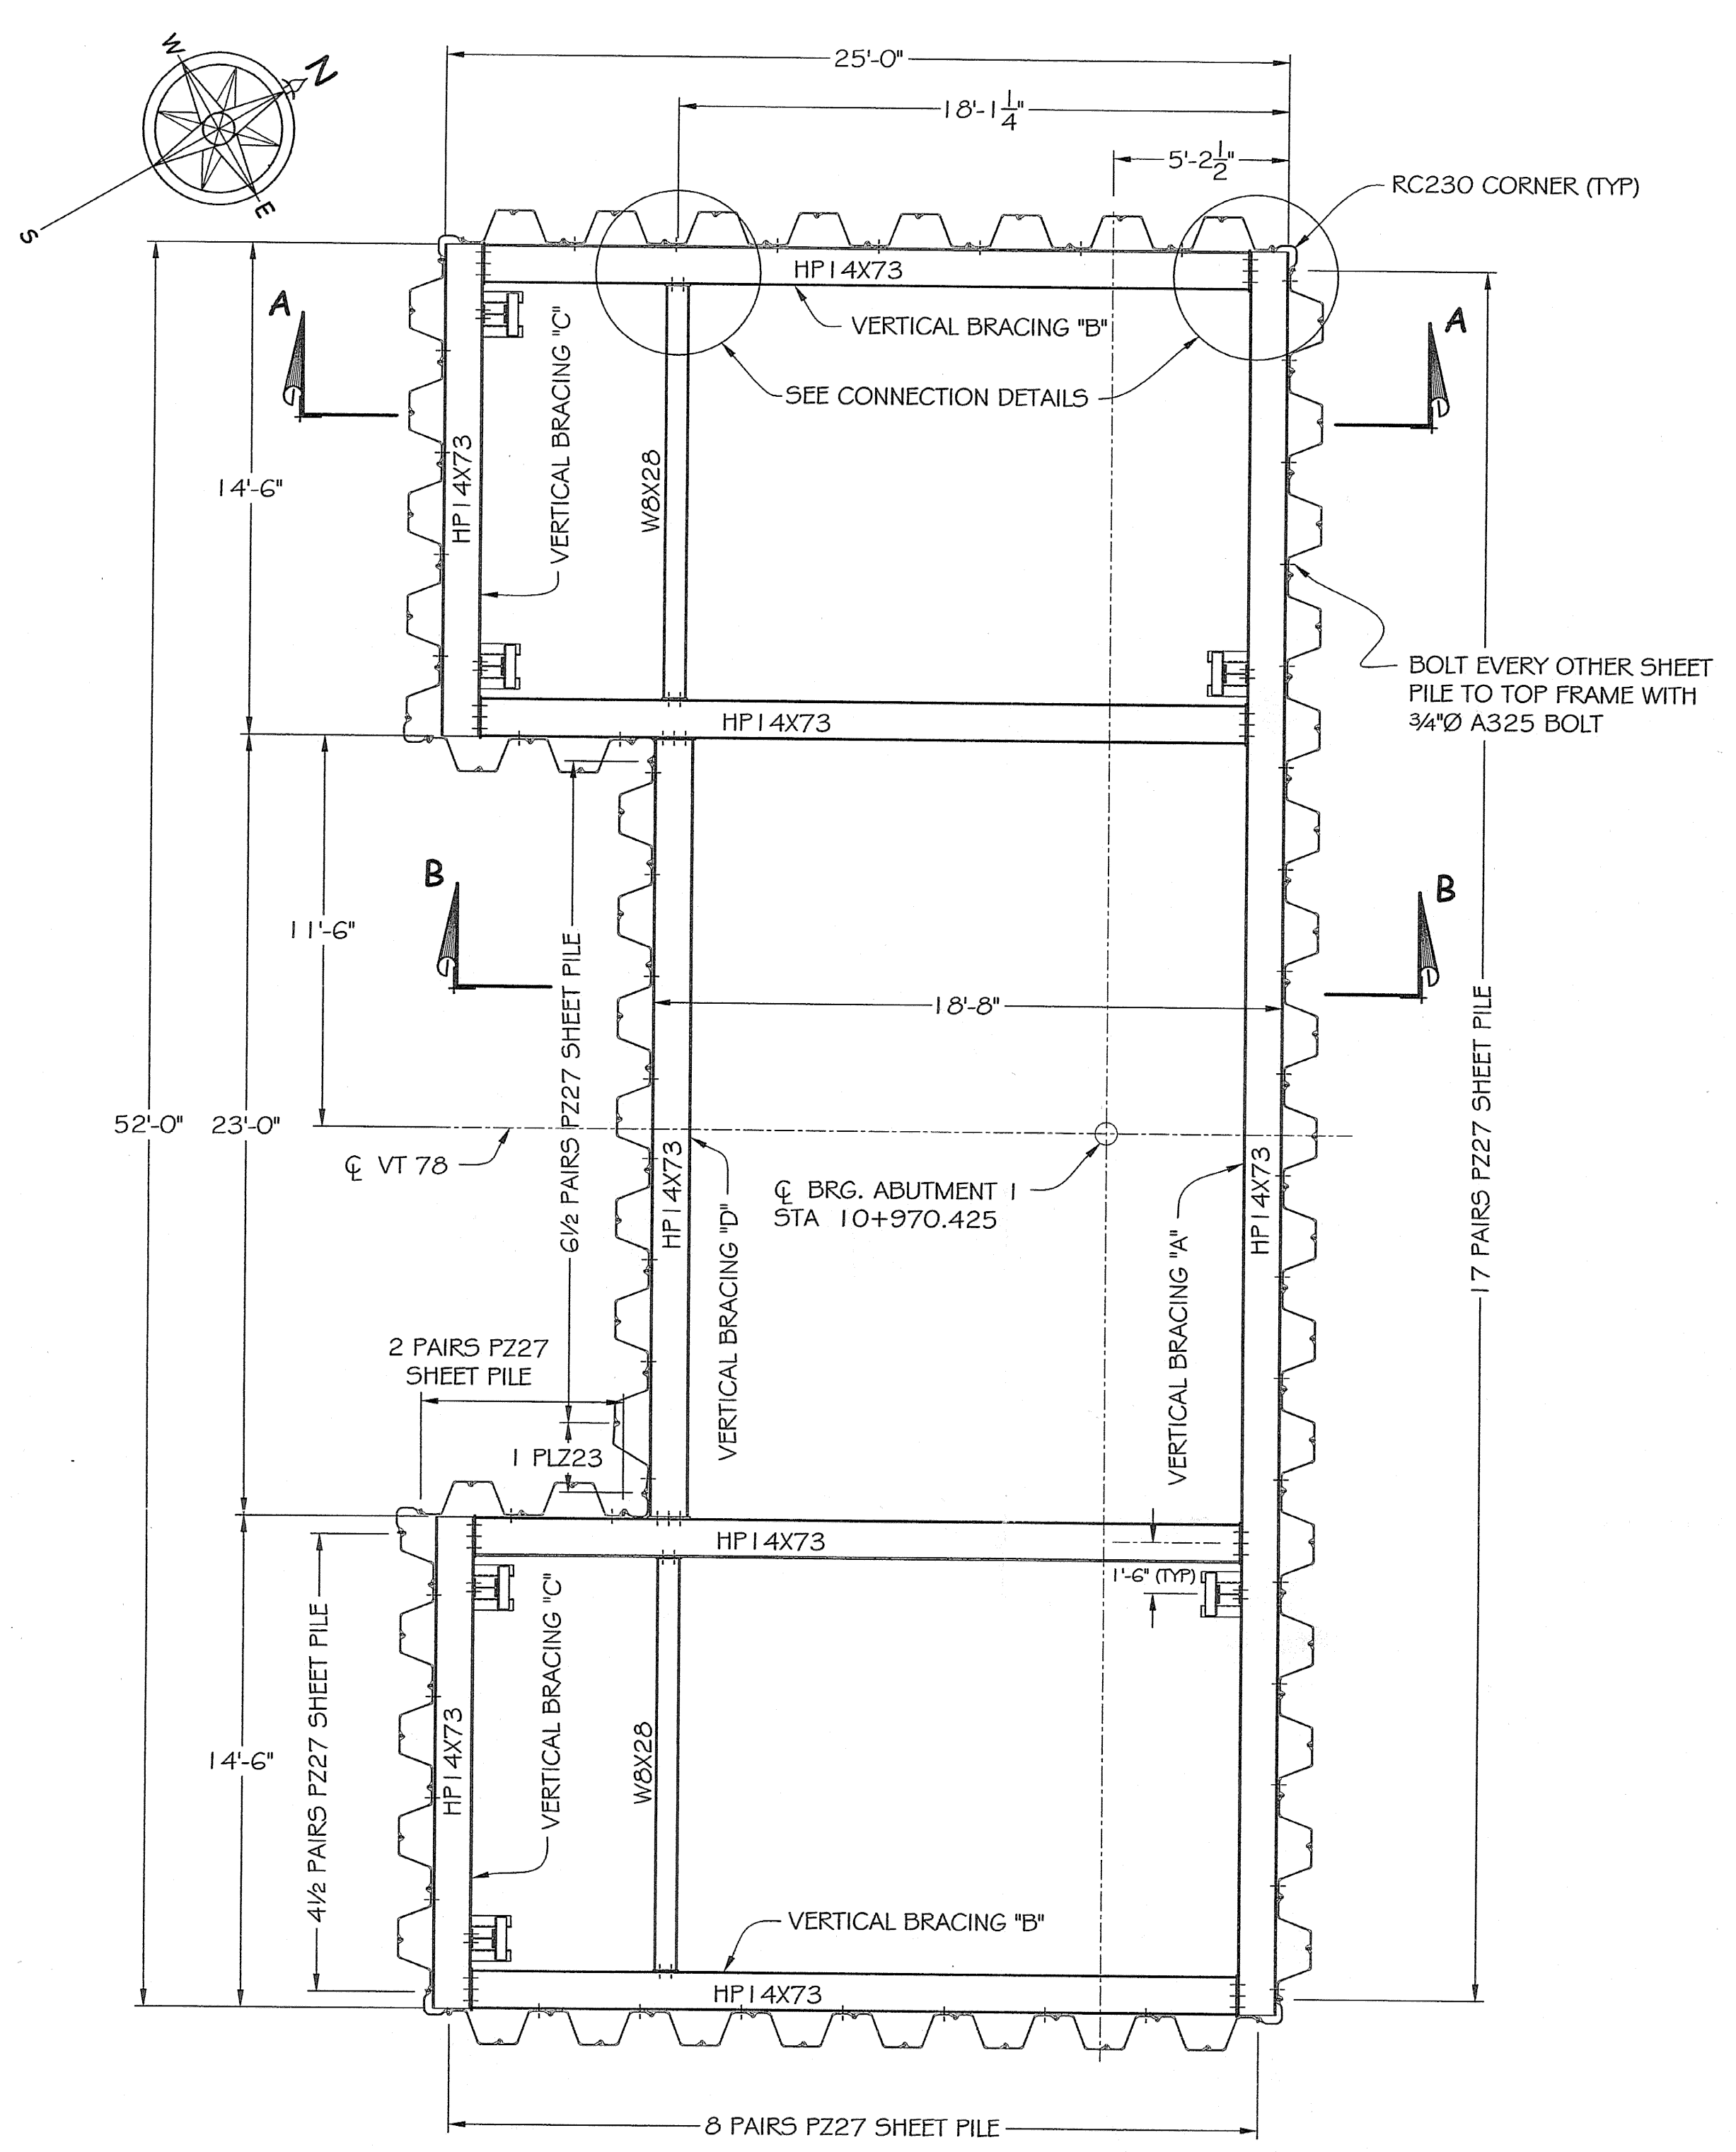 W
N
S
E
25'-0"
18'-1 1/4"
5'-2 1/2"
RC230 CORNER (TYP)
HP14X73
VERTICAL BRACING "B"
A
A
SEE CONNECTION DETAILS
VERTICAL BRACING "C"
HP14X73
W8X28
14'-6"
BOLT EVERY OTHER SHEET
PILE TO TOP FRAME WITH
3/4"Ø A325 BOLT
HP14X73
B
B
11'-6"
6½ PAIRS PZ27 SHEET PILE
18'-8"
17 PAIRS PZ27 SHEET PILE
52'-0"
23'-0"
℄ VT 78
HP14X73
VERTICAL BRACING "D"
℄ BRG. ABUTMENT 1
STA 10+970.425
VERTICAL BRACING "A"
HP14X73
2 PAIRS PZ27
SHEET PILE
1 PLZ23
HP14X73
1'-6" (TYP)
4½ PAIRS PZ27 SHEET PILE
14'-6"
HP14X73
VERTICAL BRACING "C"
W8X28
VERTICAL BRACING "B"
HP14X73
8 PAIRS PZ27 SHEET PILE